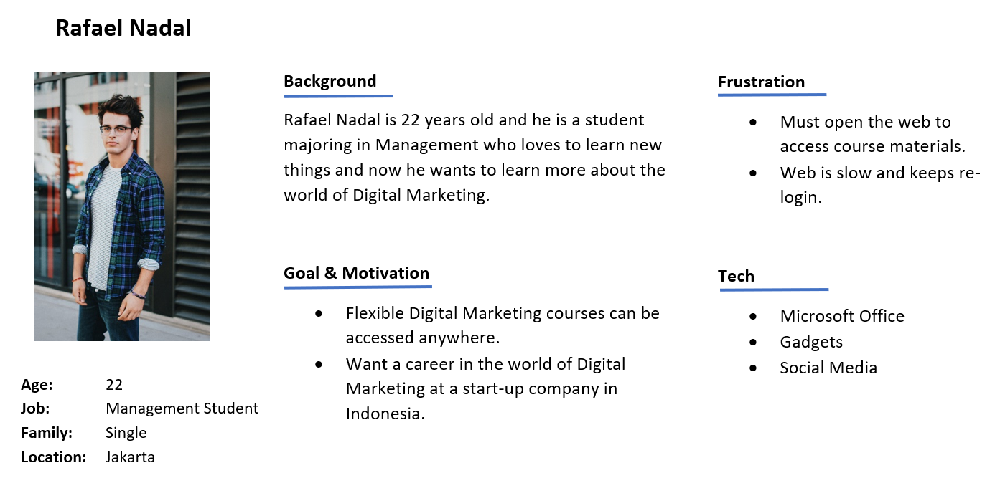 Rafael Nadal
Background
Rafael Nadal is 22 years old and he is a student
majoring in Management who loves to learn new
things and now he wants to learn more about the
world of Digital Marketing.
Goal & Motivation
• Flexible Digital Marketing courses can be
accessed anywhere.
• Want a career in the world of Digital
Marketing at a start-up company in
Indonesia.
Frustration
• Must open the web to
access course materials.
• Web is slow and keeps re-
login.
Tech
• Microsoft Office
• Gadgets
• Social Media
Age: 22
Job: Management Student
Family: Single
Location: Jakarta